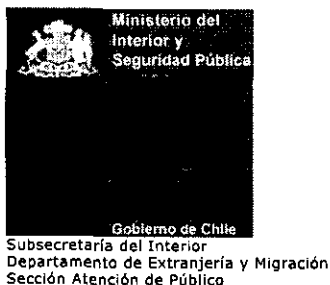 Ministerio del
Interior y
Seguridad Pública
Gobierno de Chile
Subsecretaría del Interior
Departamento de Extranjería y Migración
Sección Atención de Público